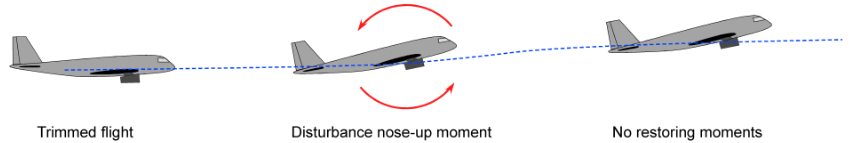 Trimmed flight
Disturbance nose-up moment
No restoring moments